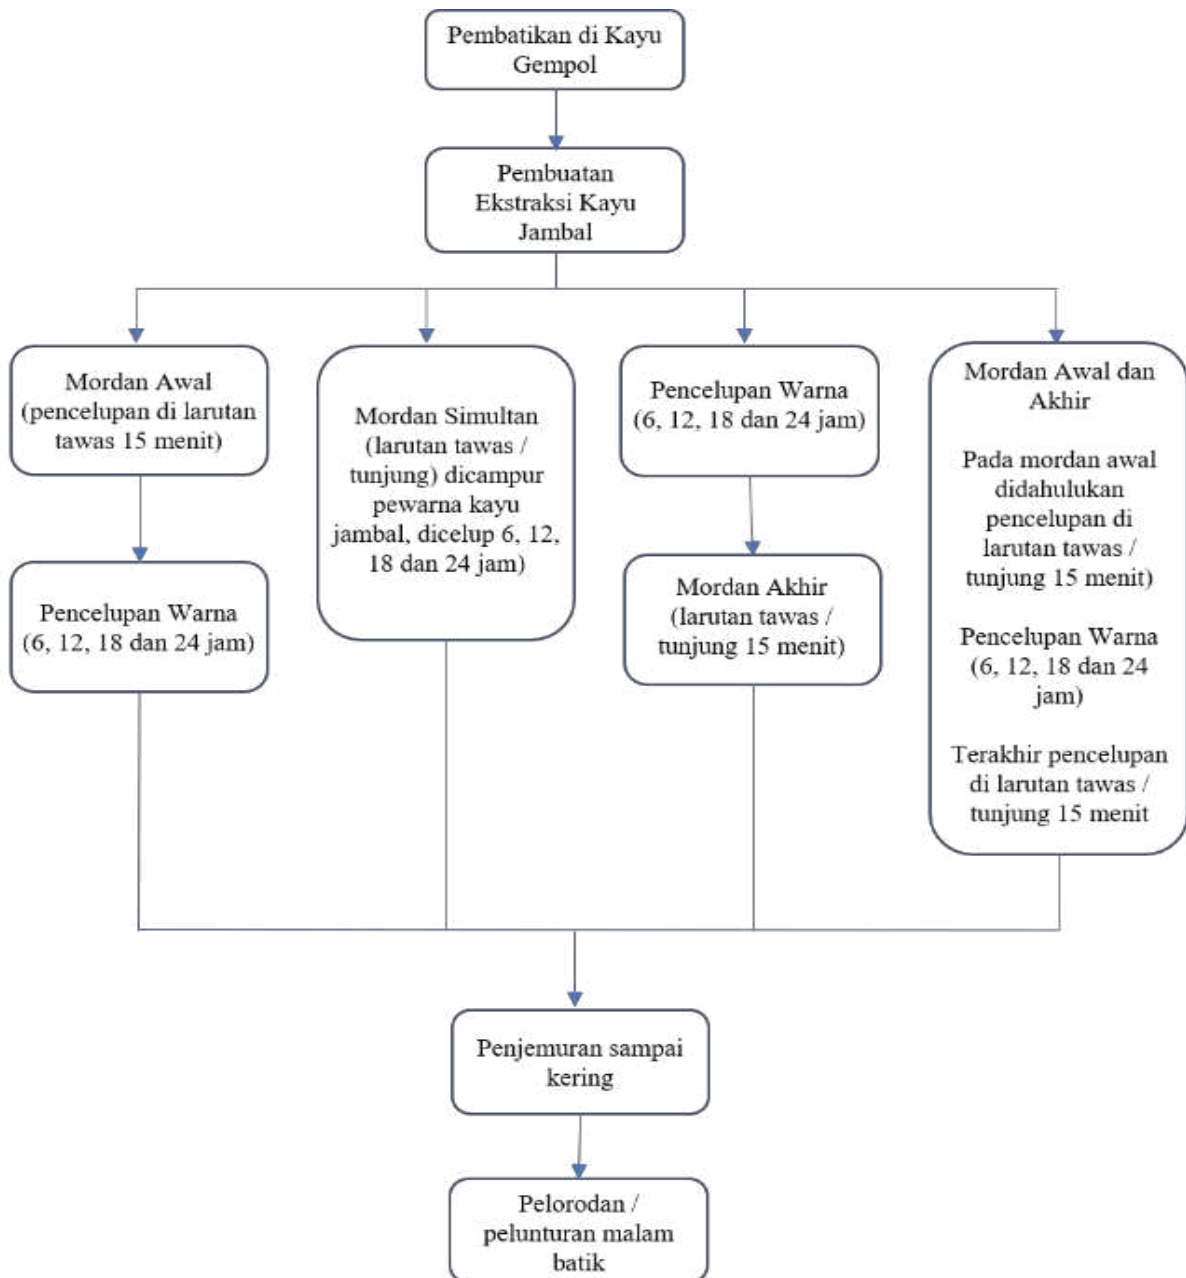 Pembatikan di Kayu
Gempol
Pembuatan
Ekstraksi Kayu
Jambal
Mordan Awal
(pencelupan di larutan
tawas 15 menit)
Pencelupan Warna
(6, 12, 18 dan 24 jam)
Mordan Simultan
(larutan tawas /
tunjung) dicampur
pewarna kayu
jambal, dicelup 6, 12,
18 dan 24 jam)
Pencelupan Warna
(6, 12, 18 dan 24 jam)
Mordan Akhir
(larutan tawas /
tunjung 15 menit)
Mordan Awal dan
Akhir
Pada mordan awal
didahulukan
pencelupan di
larutan tawas /
tunjung 15 menit)
Pencelupan Warna
(6, 12, 18 dan 24
jam)
Terakhir pencelupan
di larutan tawas /
tunjung 15 menit
Penjemuran sampai
kering
Pelorodan /
pelunturan malam
batik